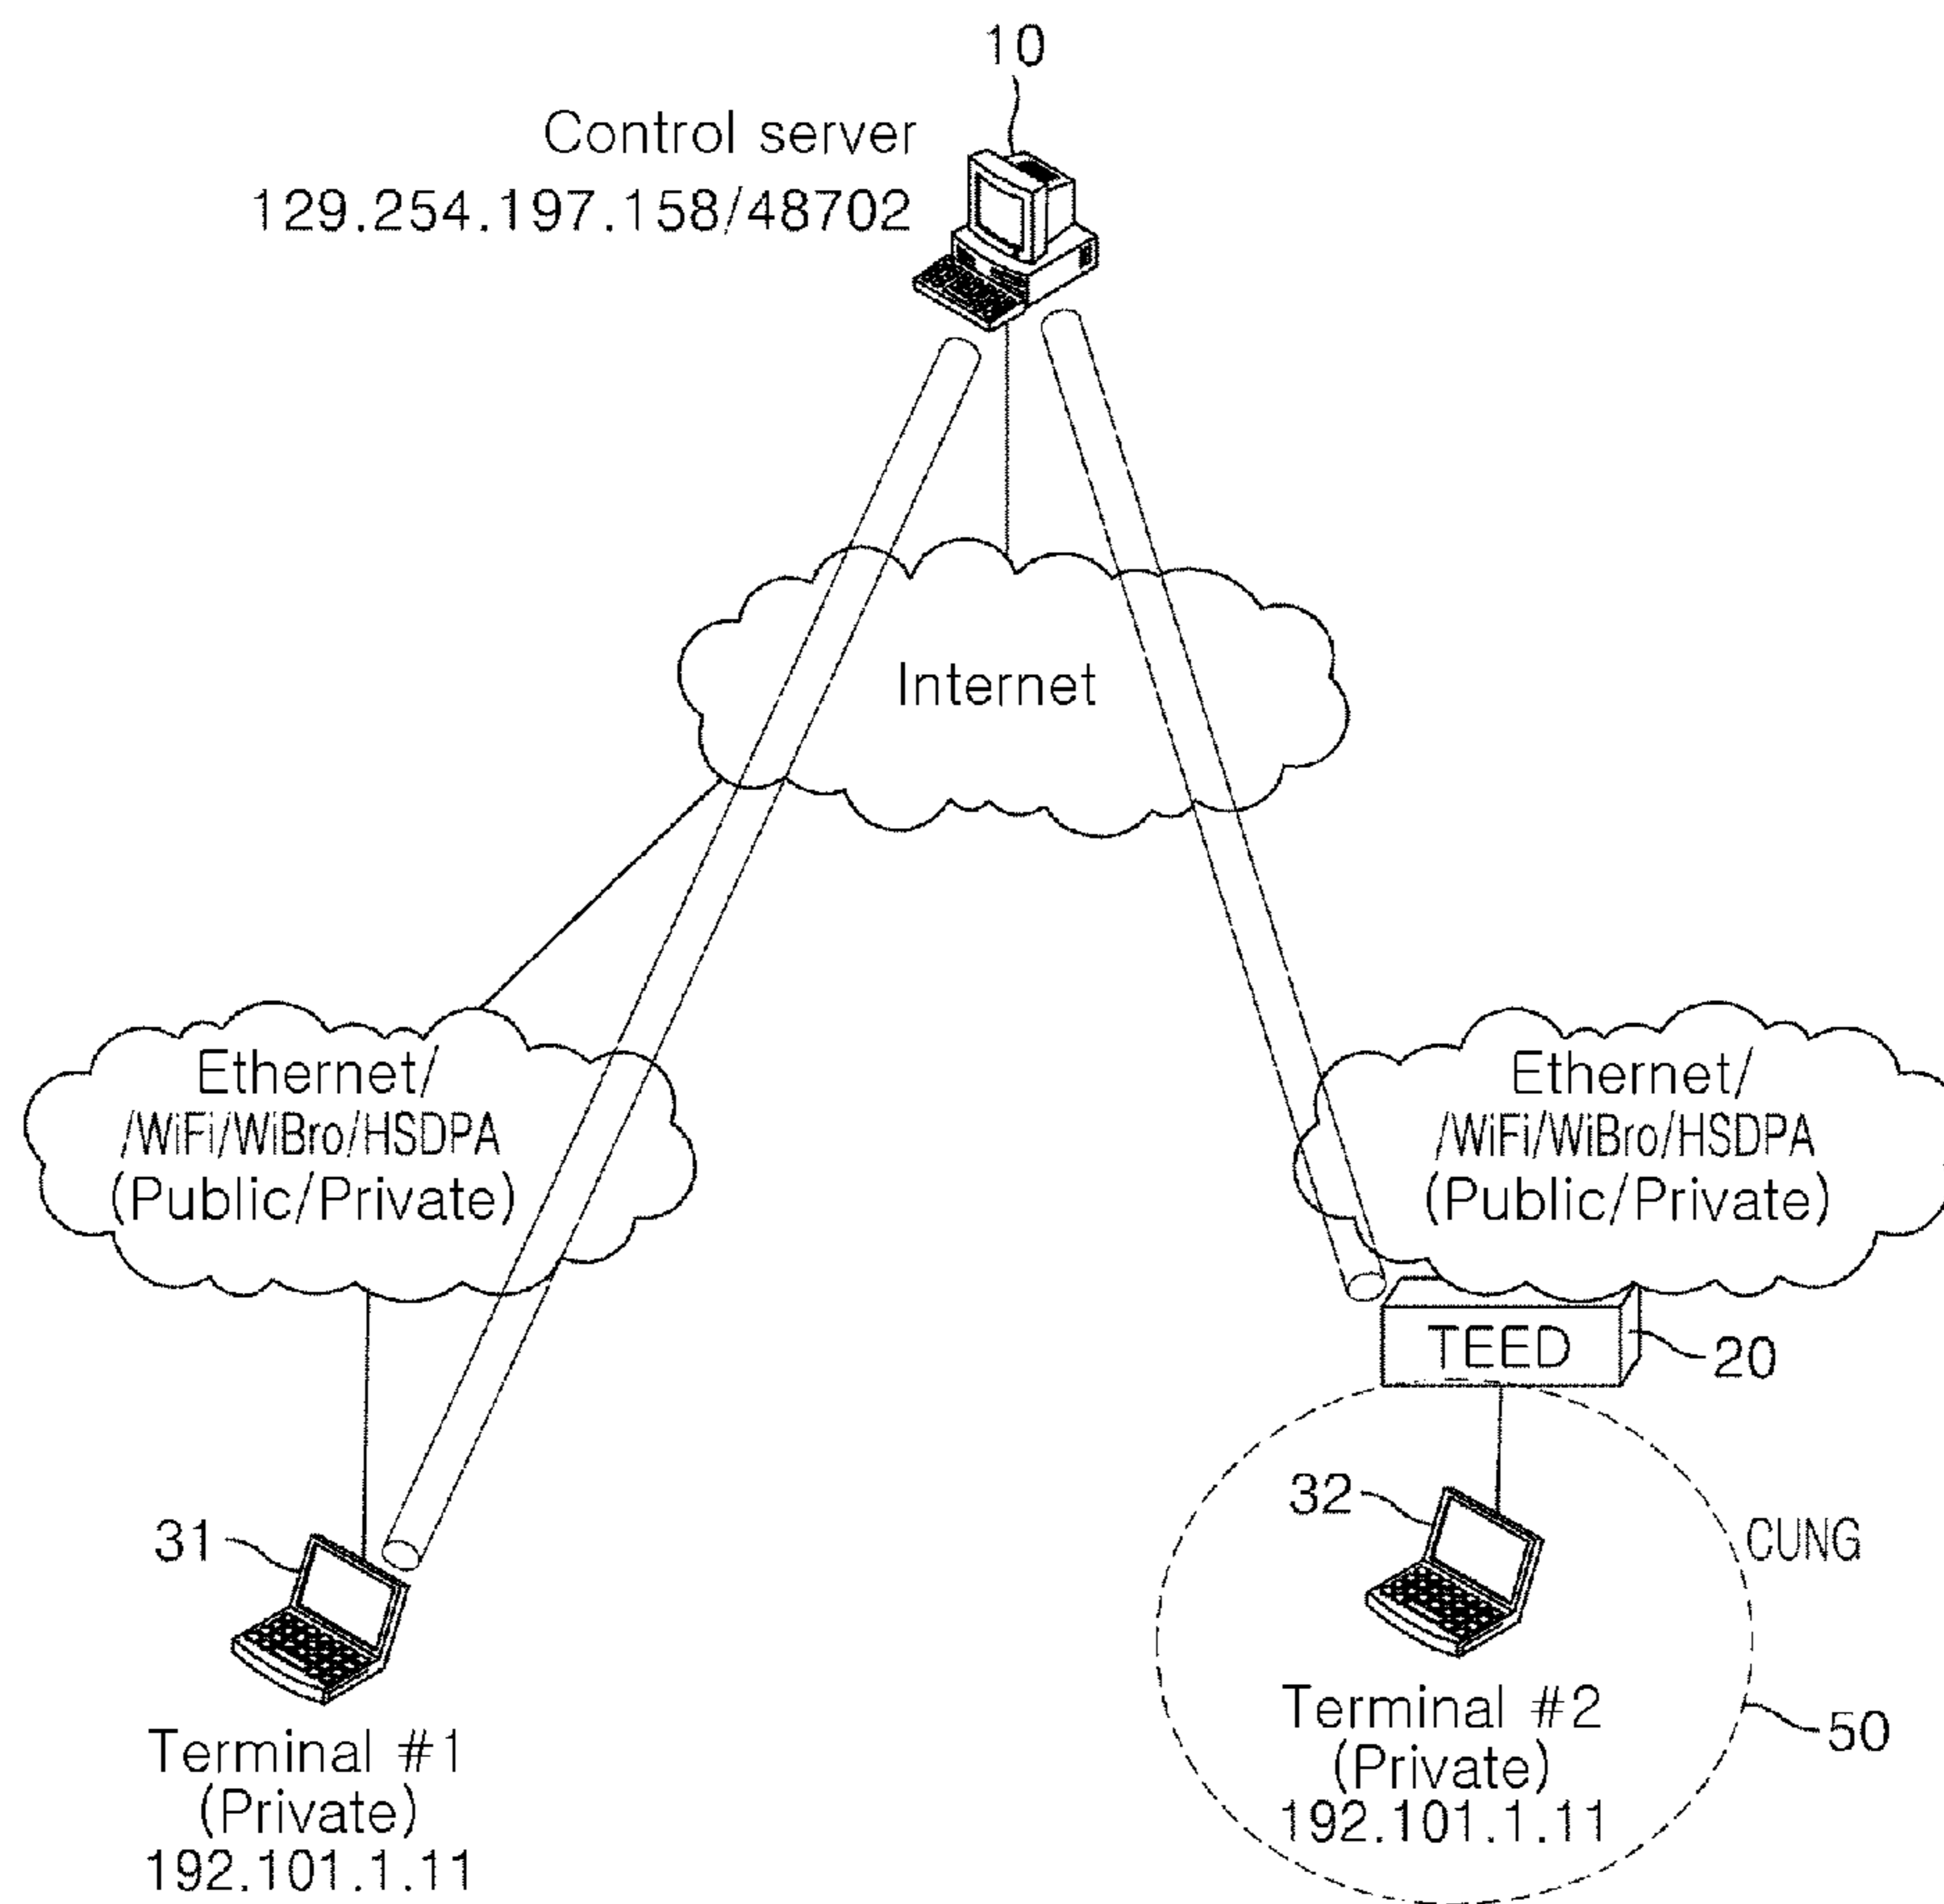 10
Control server
129.254.197.158/48702
Internet
Ethernet/
/WiFi/WiBro/HSDPA
(Public/Private)
Ethernet/
/WiFi/WiBro/HSDPA
(Public/Private)
TEED
20
31
32
CUNG
Terminal #1
(Private)
192.101.1.11
Terminal #2
(Private)
192.101.1.11
50